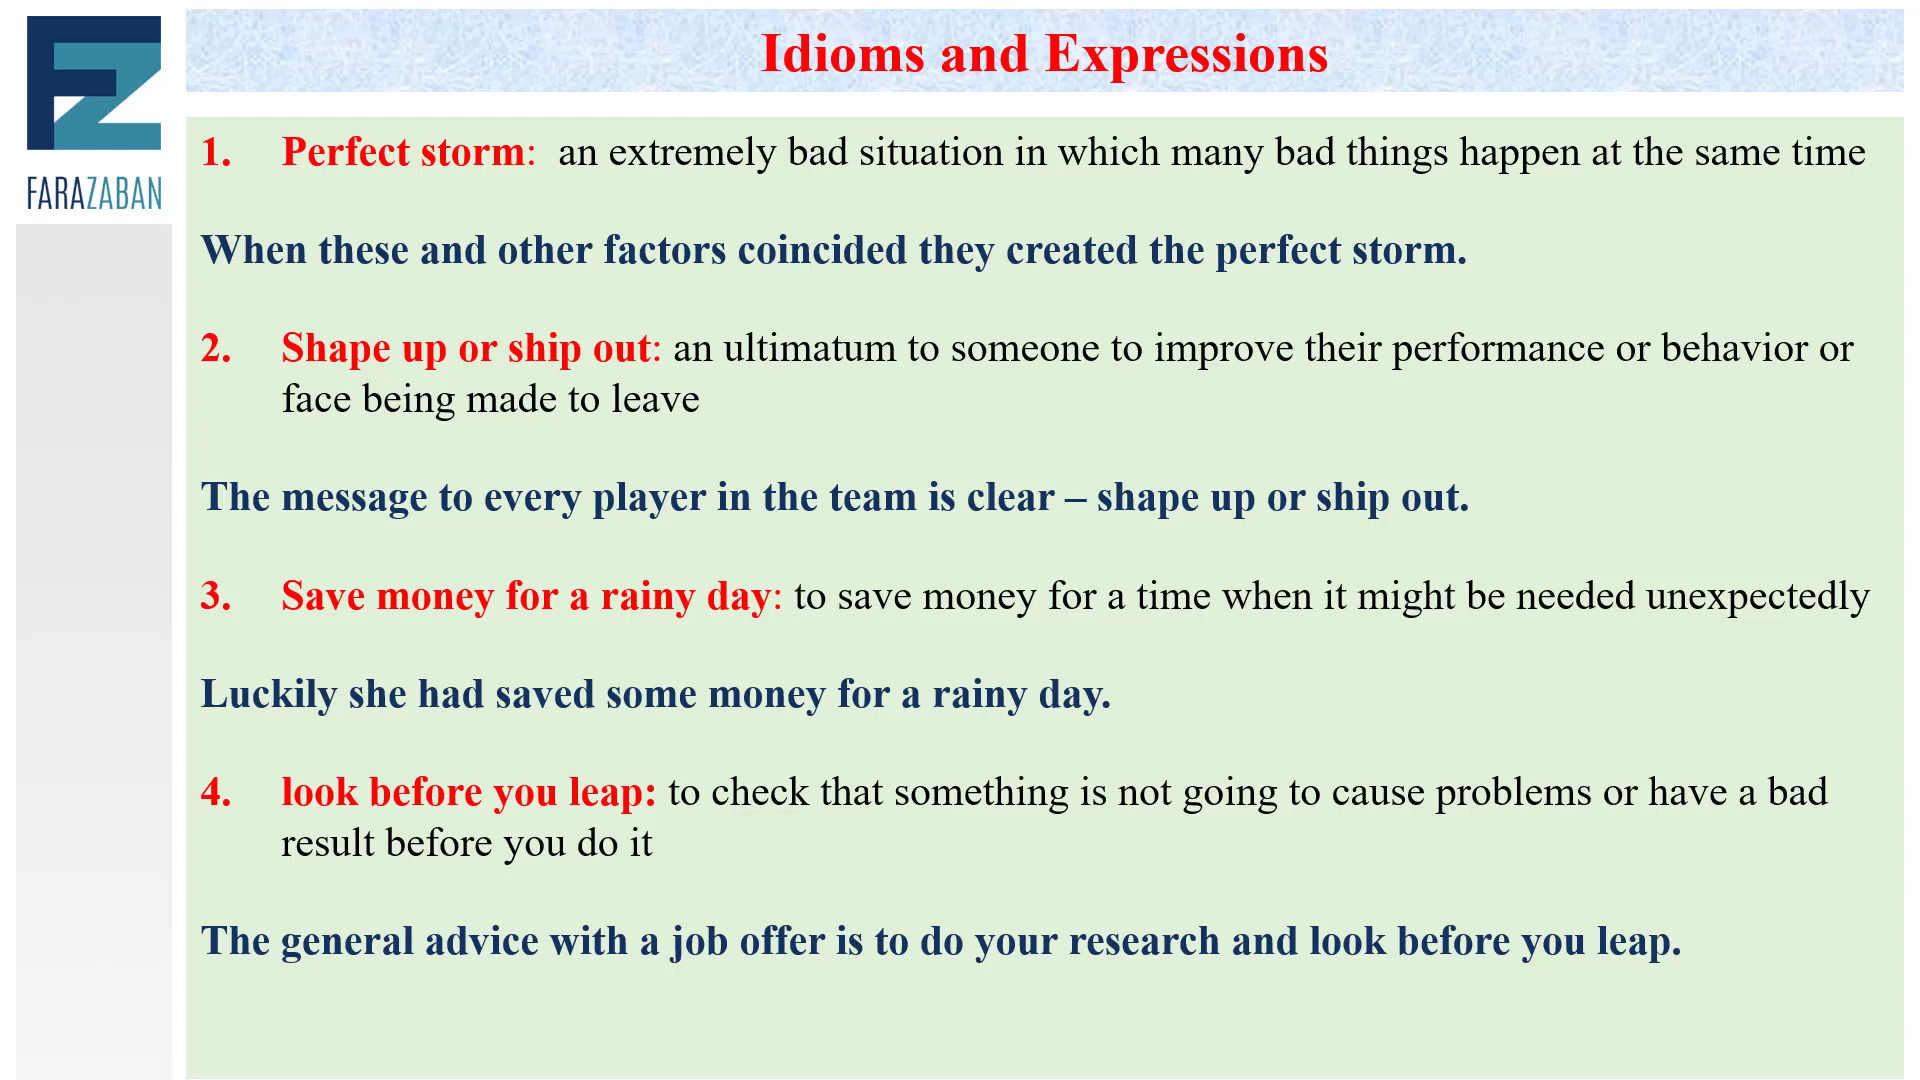 Idioms and Expressions
FARAZABAN
1. Perfect storm: an extremely bad situation in which many bad things happen at the same time
When these and other factors coincided they created the perfect storm.
2. Shape up or ship out: an ultimatum to someone to improve their performance or behavior or
face being made to leave
The message to every player in the team is clear – shape up or ship out.
3. Save money for a rainy day: to save money for a time when it might be needed unexpectedly
Luckily she had saved some money for a rainy day.
4. look before you leap: to check that something is not going to cause problems or have a bad
result before you do it
The general advice with a job offer is to do your research and look before you leap.